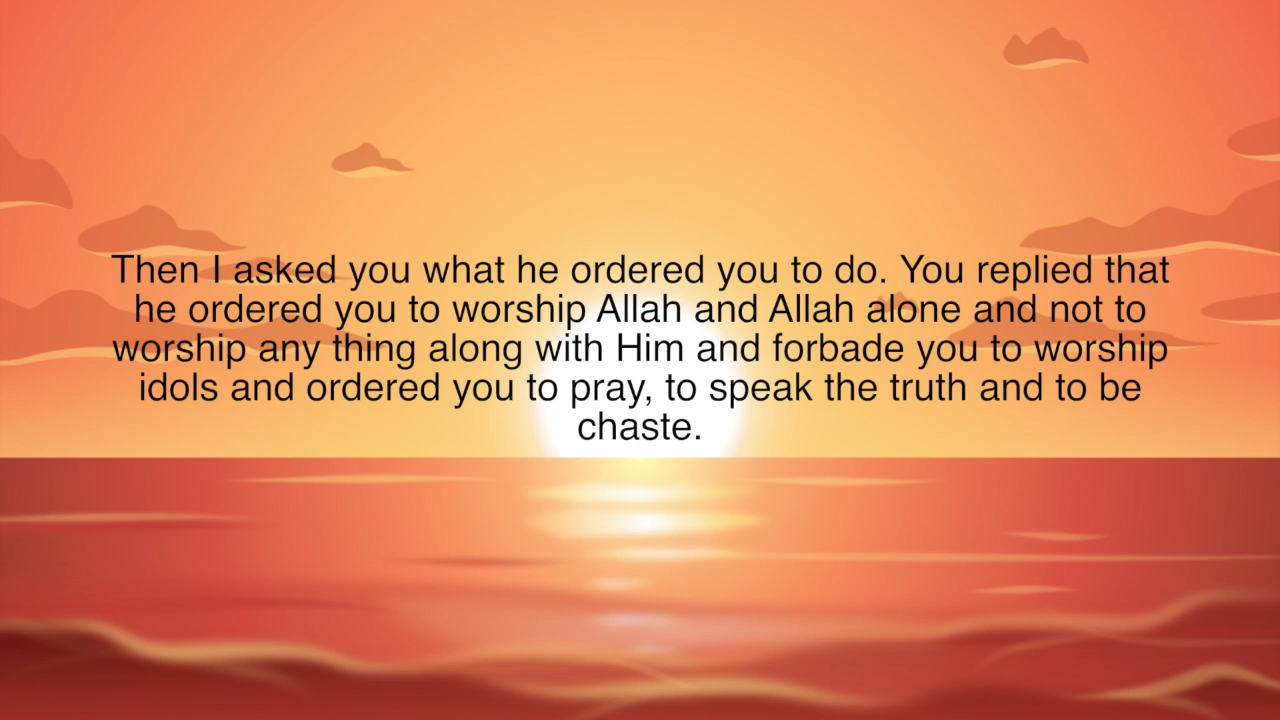 Then I asked you what he ordered you to do. You replied that
he ordered you to worship Allah and Allah alone and not to
worship any thing along with Him and forbade you to worship
idols and ordered you to pray, to speak the truth and to be
chaste.